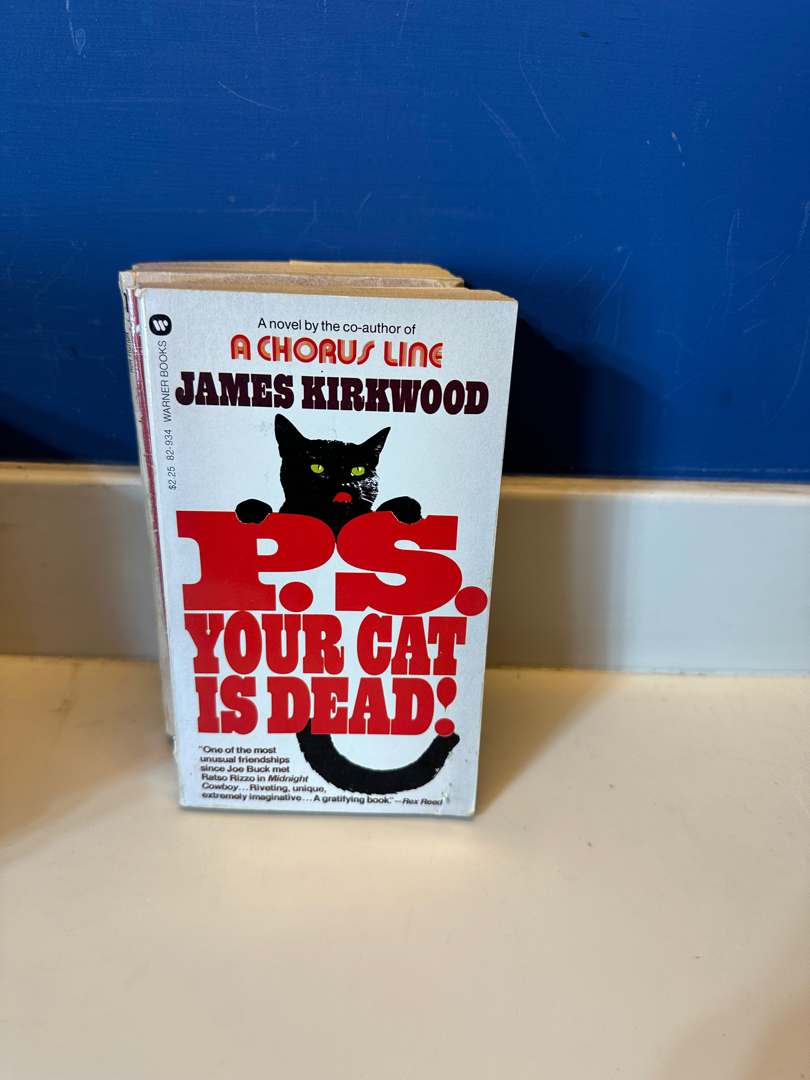 A novel by the co-author of
A CHORUS LINE
JAMES KIRKWOOD
P.S.
YOUR CAT
IS DEAD!
"One of the most
unusual friendships
since Joe Buck met
Ratso Rizzo in Midnight
Cowboy... Riveting, unique,
extremely imaginative... A gratifying book." —Rex Reed
$2.25 82-934 WARNER BOOKS